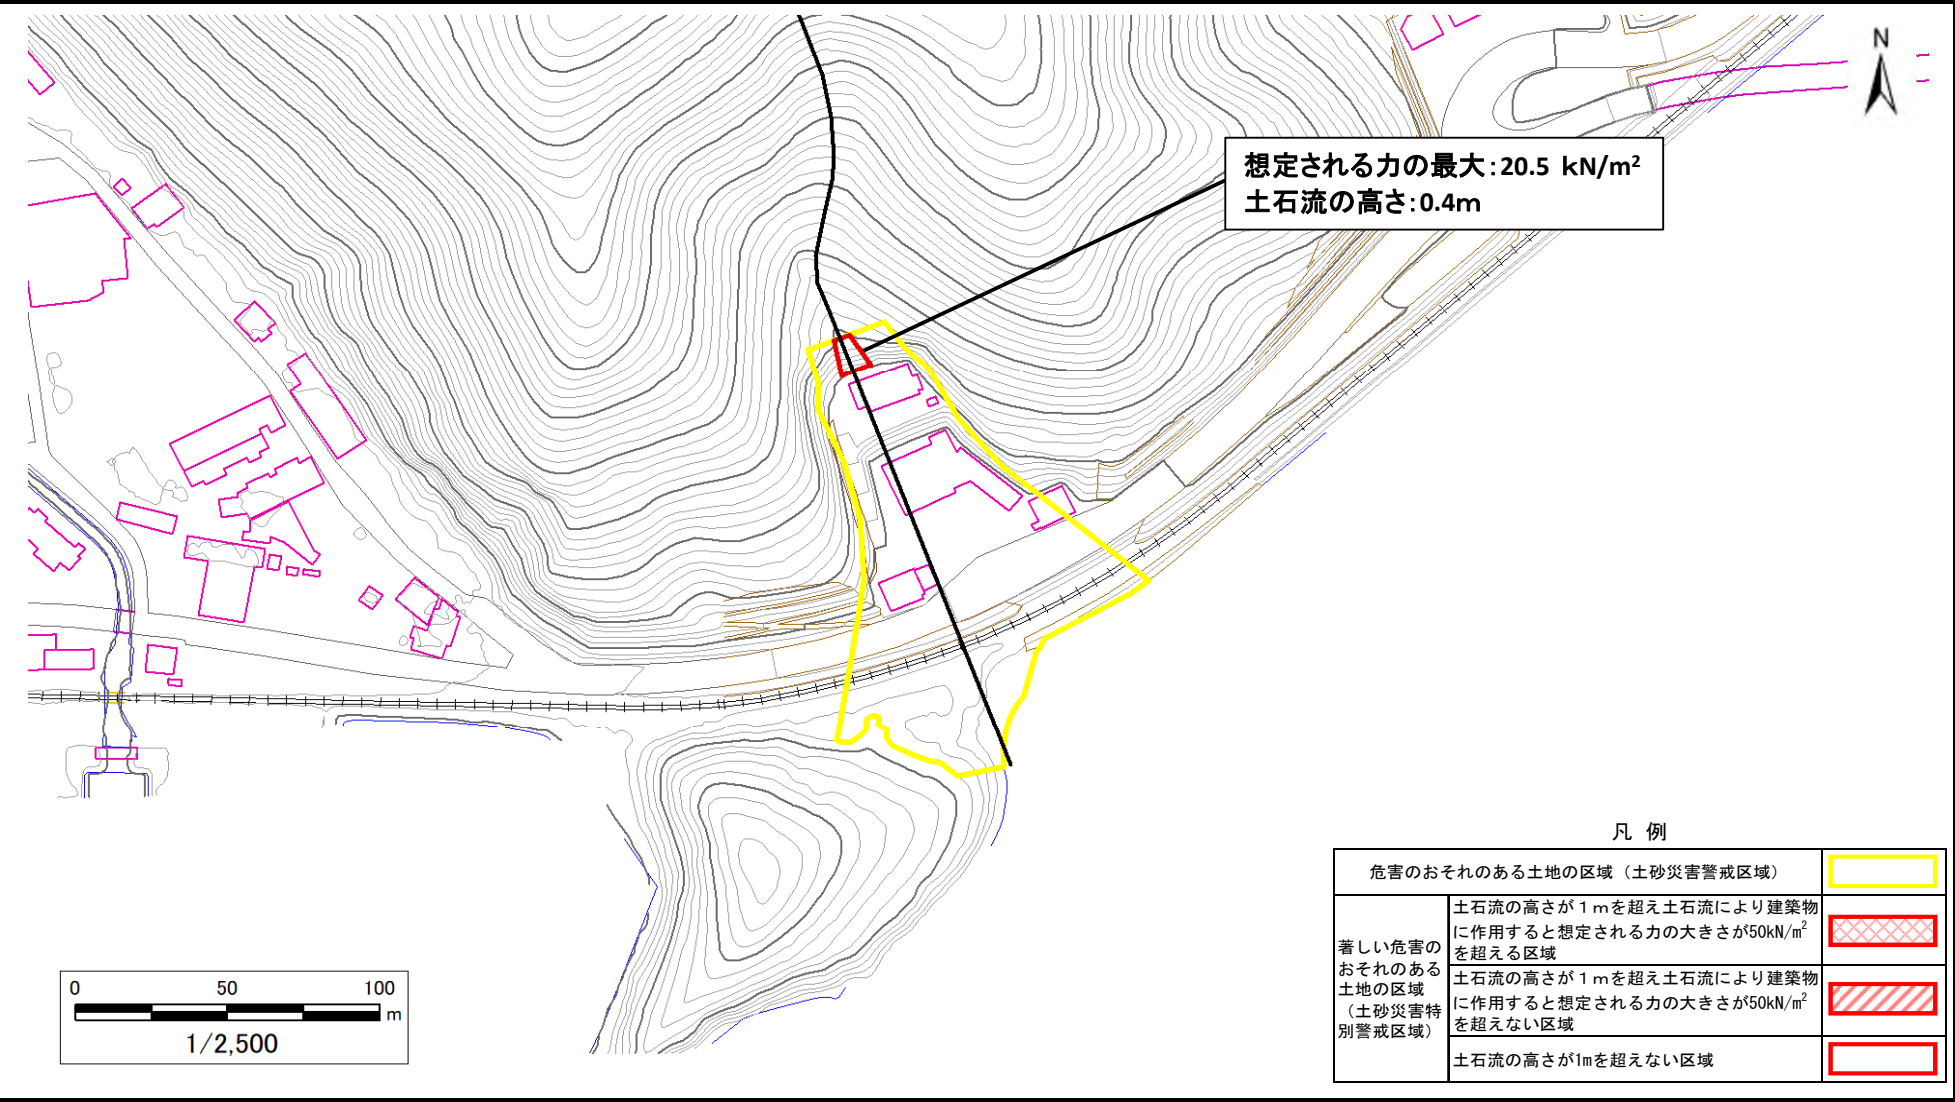 N
想定される力の最大：20.5 kN/m²
土石流の高さ：0.4m
凡 例
危害のおそれのある土地の区域（土砂災害警戒区域）
著しい危害の
おそれのある
土地の区域
（土砂災害特
別警戒区域）
土石流の高さが１ｍを超え土石流により建築物
に作用すると想定される力の大きさが50kN/m²
を超える区域
土石流の高さが１ｍを超え土石流により建築物
に作用すると想定される力の大きさが50kN/m²
を超えない区域
土石流の高さが1mを超えない区域
0 50 100
m
1/2,500